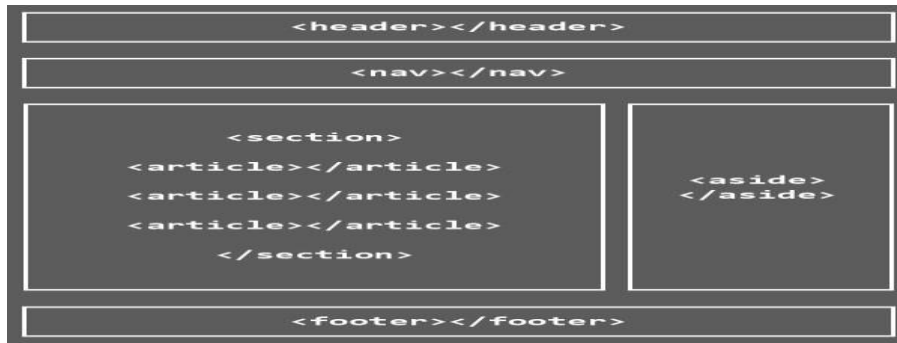 <header></header>
<nav></nav>
<section>
<article></article>
<article></article>
<article></article>
</section>
<aside>
</aside>
<footer></footer>